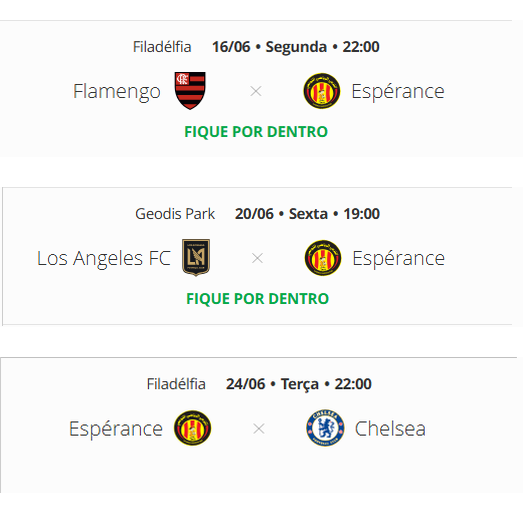 Filadélfia 16/06 • Segunda • 22:00
Flamengo × Espérance
FIQUE POR DENTRO
Geodis Park 20/06 • Sexta • 19:00
Los Angeles FC × Espérance
FIQUE POR DENTRO
Filadélfia 24/06 • Terça • 22:00
Espérance × Chelsea